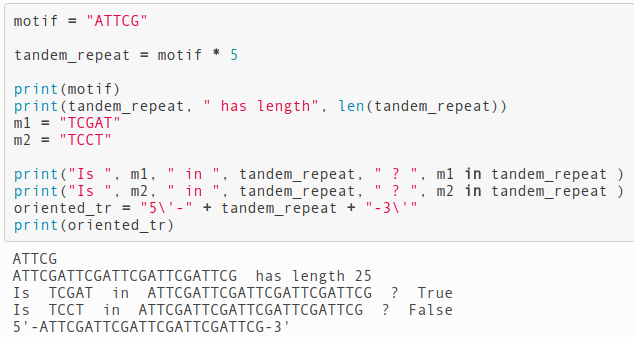 motif = "ATTCG"
tandem_repeat = motif * 5
print(motif)
print(tandem_repeat, " has length", len(tandem_repeat))
m1 = "TCGAT"
m2 = "TCCT"
print("Is ", m1, " in ", tandem_repeat, " ? ", m1 in tandem_repeat )
print("Is ", m2, " in ", tandem_repeat, " ? ", m2 in tandem_repeat )
oriented_tr = "5\'-" + tandem_repeat + "-3\'"
print(oriented_tr)
ATTCG
ATTCGATTCGATTCGATTCGATTCG  has length 25
Is  TCGAT  in  ATTCGATTCGATTCGATTCGATTCG  ?  True
Is  TCCT  in  ATTCGATTCGATTCGATTCGATTCG  ?  False
5'-ATTCGATTCGATTCGATTCGATTCG-3'